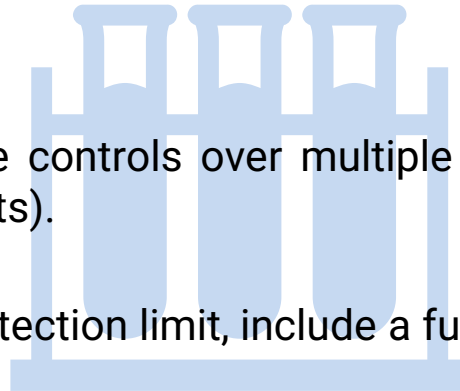 controls over multiple
ts).
tection limit, include a fu